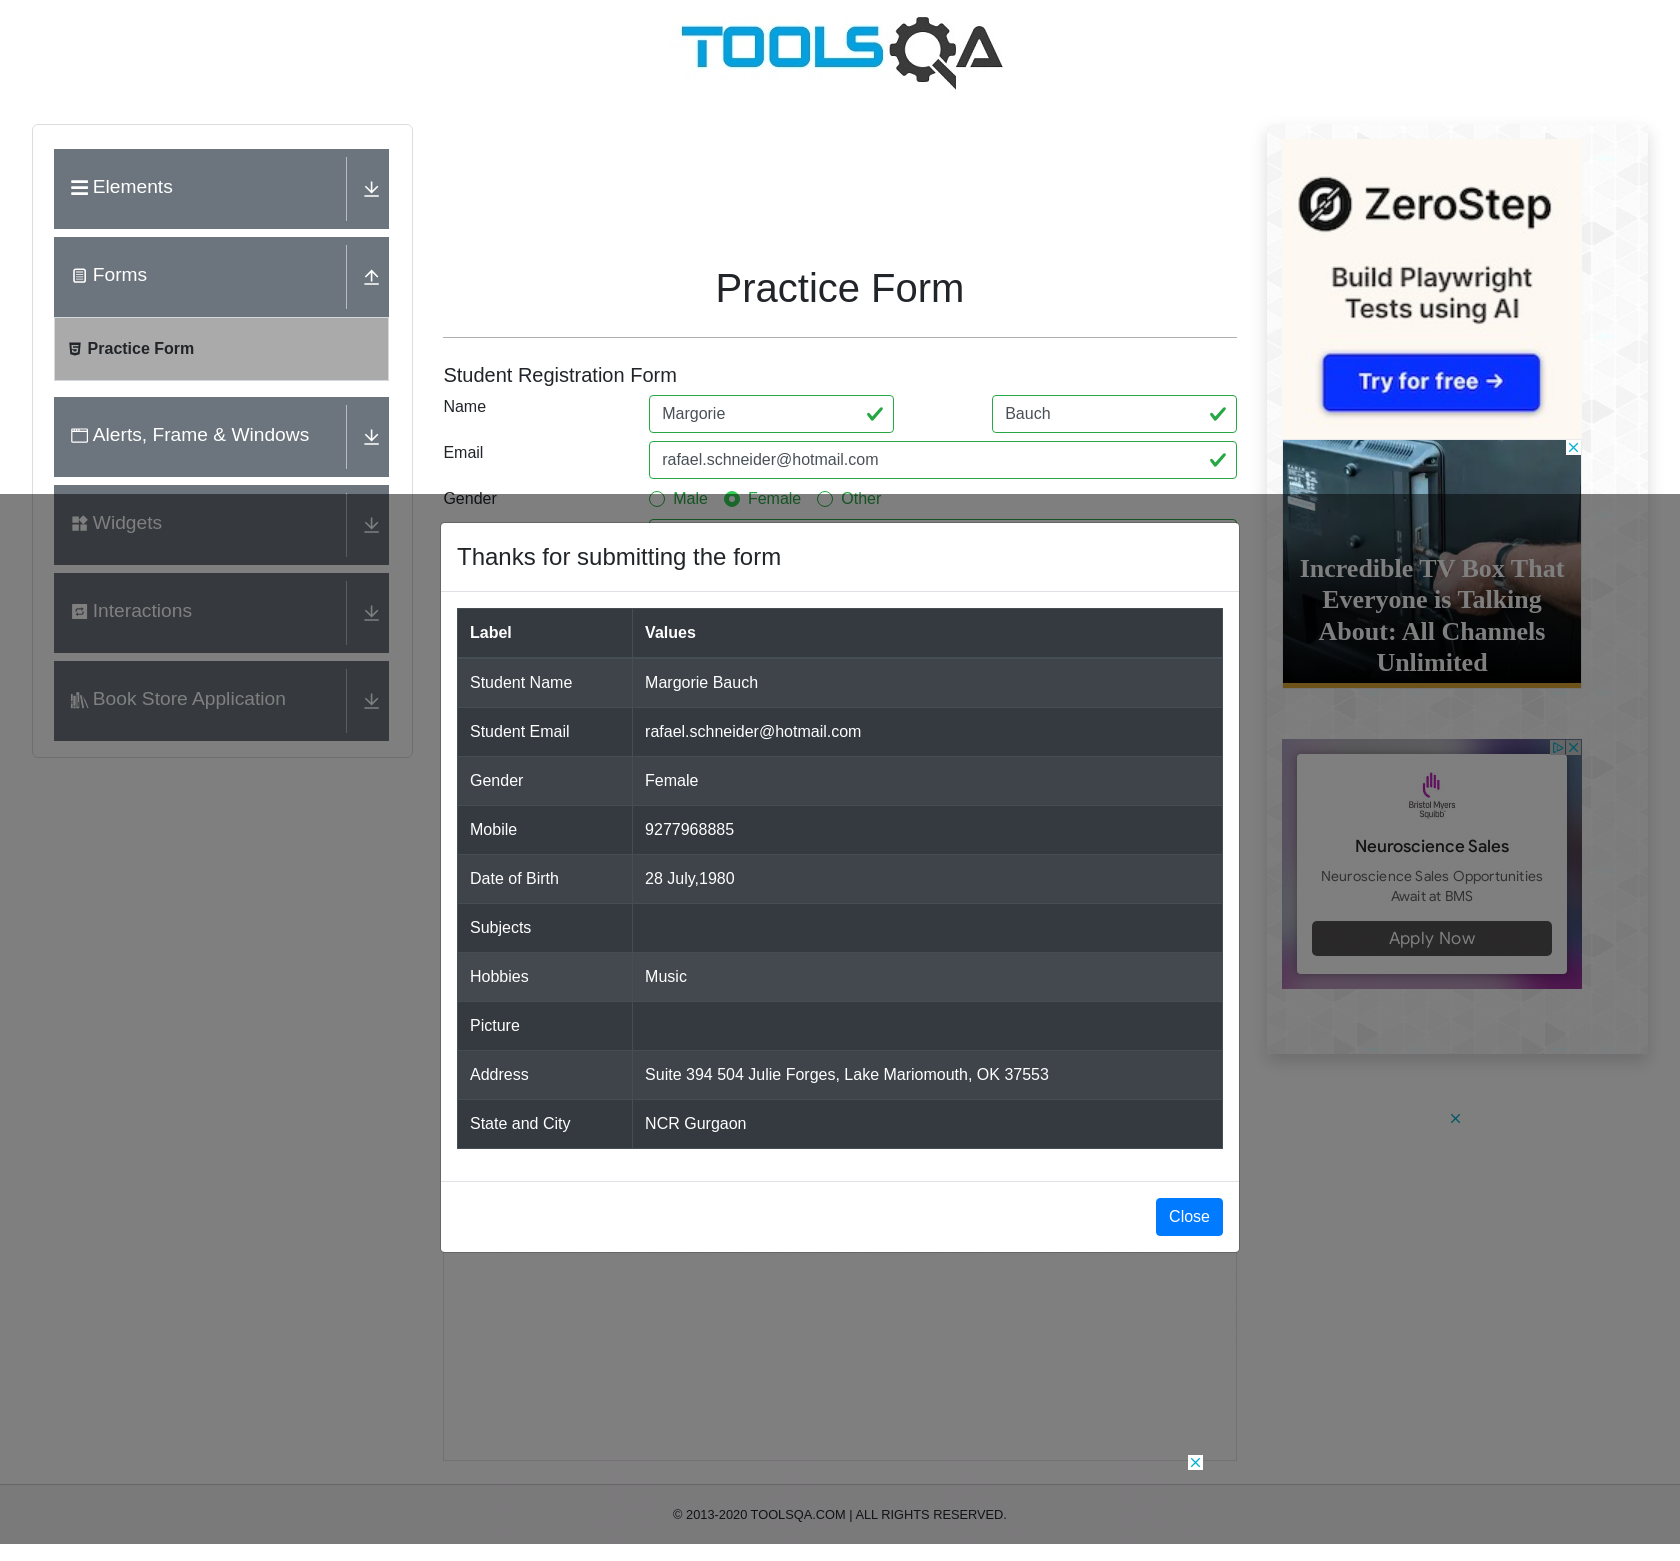 TOOLSQA
Elements
Forms
Practice Form
Alerts, Frame & Windows
Widgets
Interactions
Book Store Application
Practice Form
Student Registration Form
Name
Margorie
Bauch
Email
rafael.schneider@hotmail.com
Gender
Male
Female
Other
Thanks for submitting the form
Label Values
Student Name Margorie Bauch
Student Email rafael.schneider@hotmail.com
Gender Female
Mobile 9277968885
Date of Birth 28 July,1980
Subjects
Hobbies Music
Picture
Address Suite 394 504 Julie Forges, Lake Mariomouth, OK 37553
State and City NCR Gurgaon
Close
ZeroStep
Build Playwright
Tests using AI
Try for free →
Incredible TV Box That
Everyone is Talking
About: All Channels
Unlimited
Bristol Myers
Squibb
Neuroscience Sales
Neuroscience Sales Opportunities
Await at BMS
Apply Now
© 2013-2020 TOOLSQA.COM | ALL RIGHTS RESERVED.